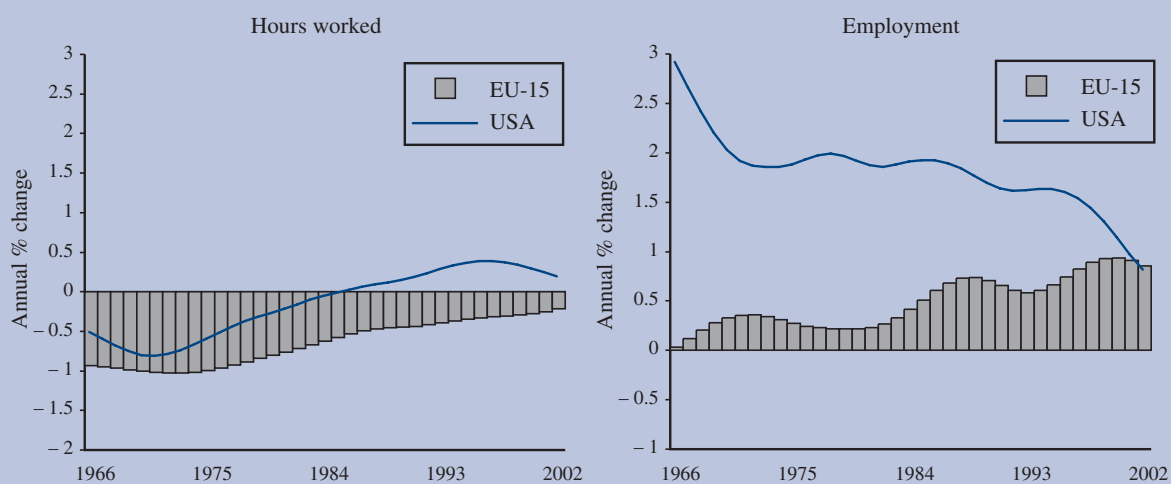 Hours worked
Annual % change
3
2.5
2
1.5
1
0.5
0
– 0.5
– 1
– 1.5
– 2
EU-15
USA
1966 1975 1984 1993 2002
Employment
Annual % change
3
2.5
2
1.5
1
0.5
0
– 0.5
– 1
EU-15
USA
1966 1975 1984 1993 2002